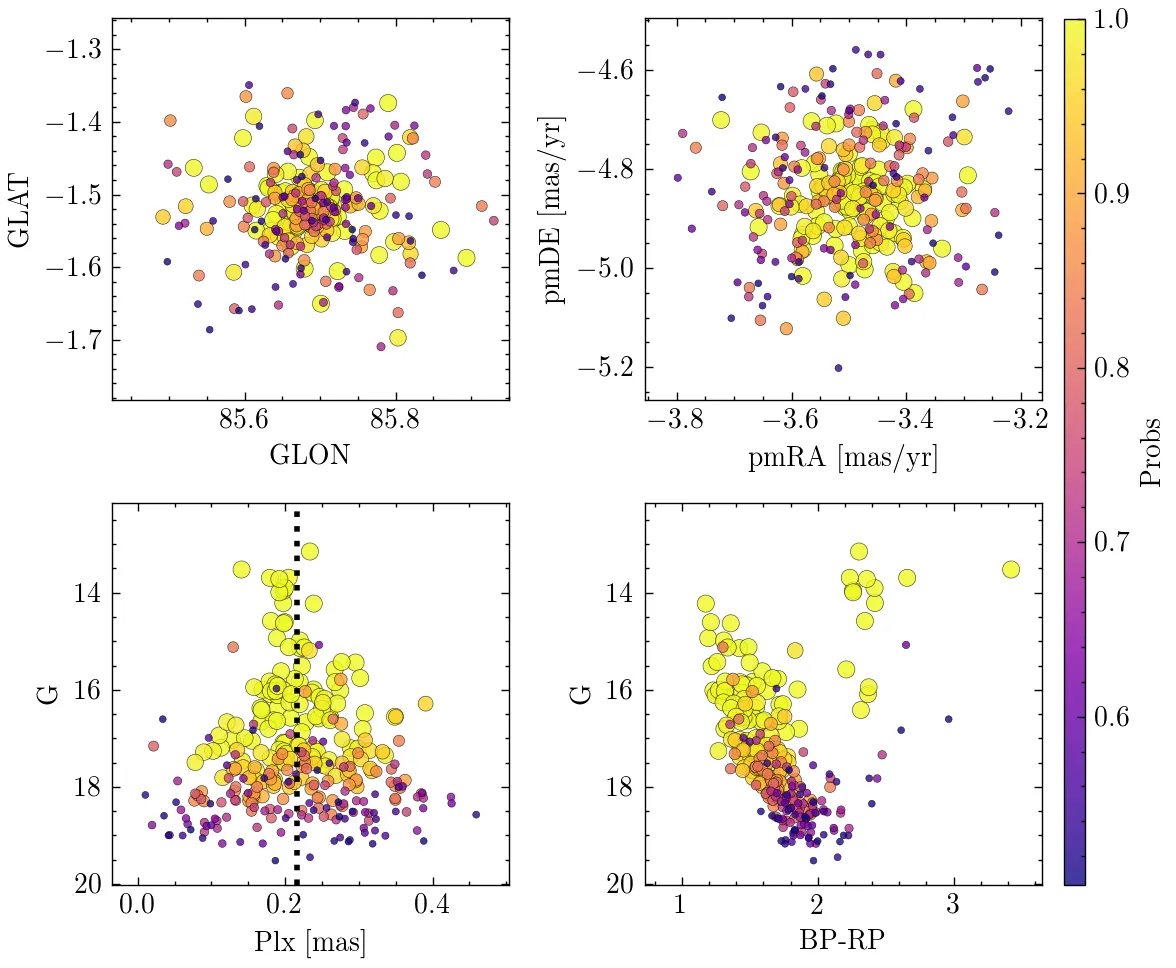 −1.3
−1.4
−1.5
−1.6
−1.7
GLAT
85.6 85.8
GLON
−4.6
−4.8
−5.0
−5.2
pmDE [mas/yr]
−3.8 −3.6 −3.4 −3.2
pmRA [mas/yr]
14
16
18
20
G
0.0 0.2 0.4
Plx [mas]
14
16
18
20
G
1 2 3
BP-RP
1.0
0.9
0.8
0.7
0.6
Probs